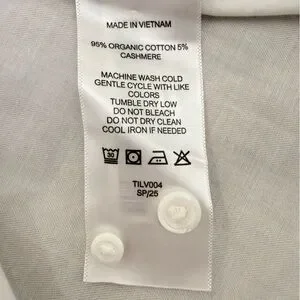 MADE IN VIETNAM
95% ORGANIC COTTON 5%
CASHMERE
MACHINE WASH COLD
GENTLE CYCLE WITH LIKE
COLORS
TUMBLE DRY LOW
DO NOT BLEACH
DO NOT DRY CLEAN
COOL IRON IF NEEDED
30
TILV004
SP/25